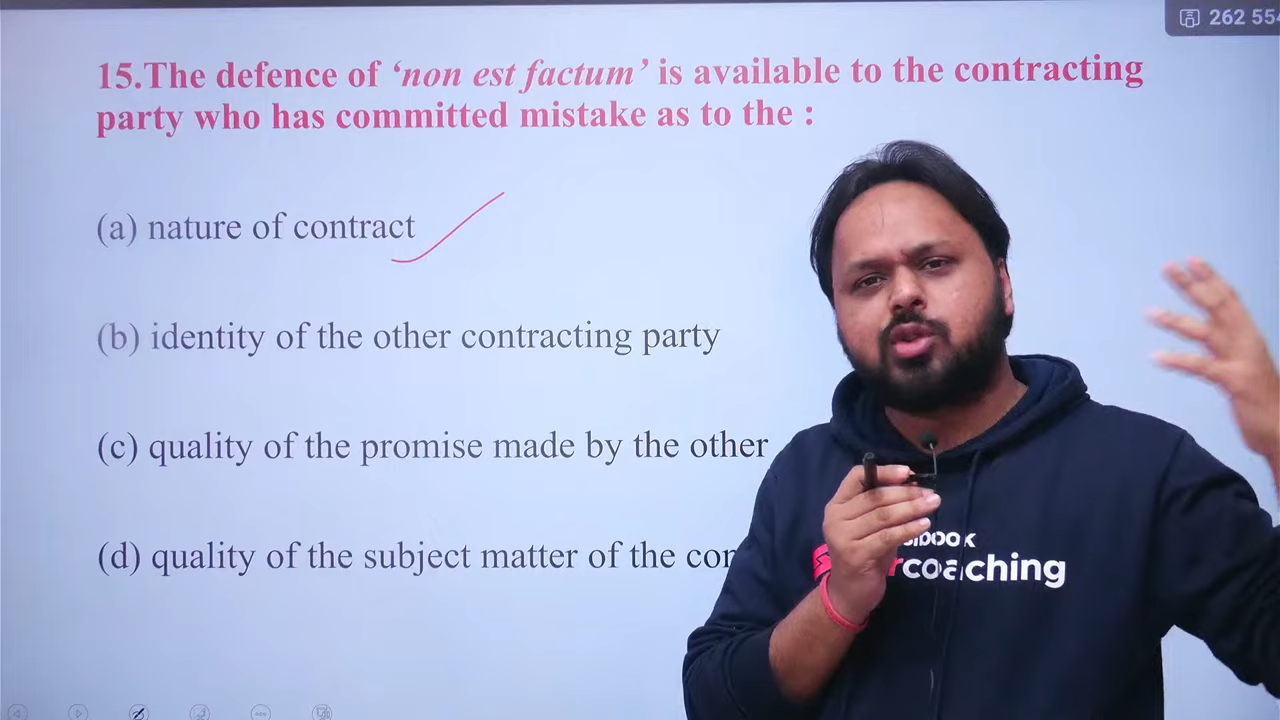 262 554
15.The defence of ‘non est factum’ is available to the contracting
party who has committed mistake as to the :
(a) nature of contract
(b) identity of the other contracting party
(c) quality of the promise made by the other
(d) quality of the subject matter of the
coaching